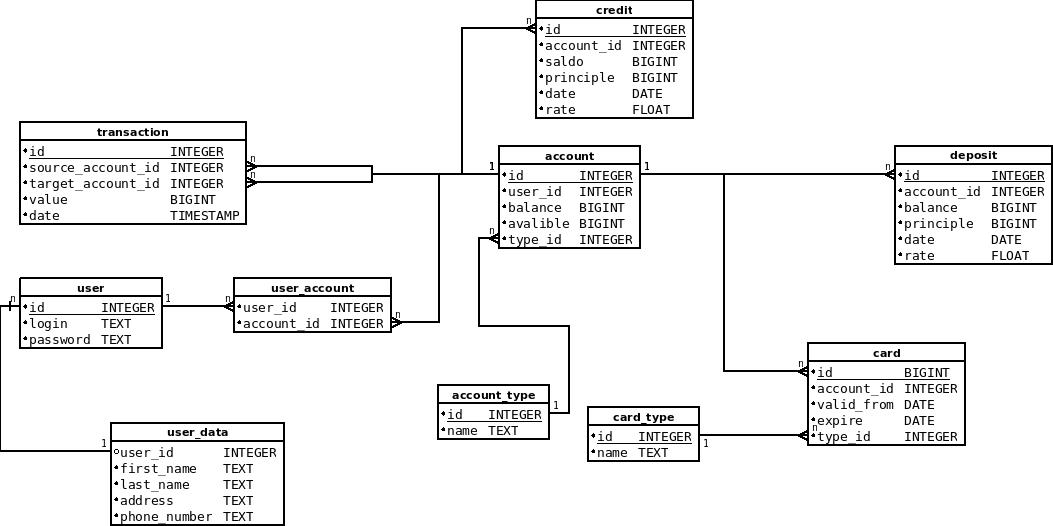 credit
id INTEGER
account_id INTEGER
saldo BIGINT
principle BIGINT
date DATE
rate FLOAT
n
transaction
id INTEGER
source_account_id INTEGER
target_account_id INTEGER
value BIGINT
date TIMESTAMP
n
n
account
id INTEGER
user_id INTEGER
balance BIGINT
avalible BIGINT
type_id INTEGER
1
1
n
deposit
id INTEGER
account_id INTEGER
balance BIGINT
principle BIGINT
date DATE
rate FLOAT
n
user
id INTEGER
login TEXT
password TEXT
n
1
user_account
user_id INTEGER
account_id INTEGER
n
n
card
id BIGINT
account_id INTEGER
valid_from DATE
expire DATE
type_id INTEGER
n
n
account_type
id INTEGER
name TEXT
1
card_type
id INTEGER
name TEXT
1
user_data
user_id INTEGER
first_name TEXT
last_name TEXT
address TEXT
phone_number TEXT
1